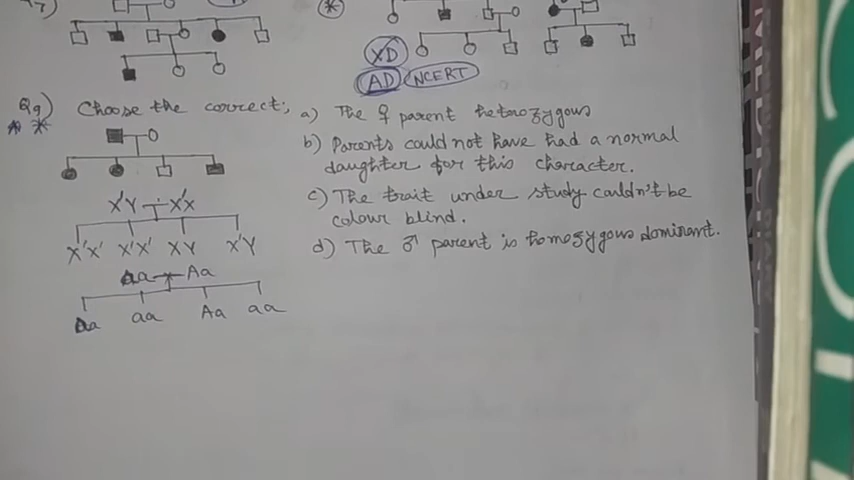 XD
AD NCERT
Q9) Choose the correct;
a) The ♀ parent hetrozygous
b) Parents could not have had a normal
daughter for this character.
c) The trait under study couldn't be
colour blind.
d) The ♂ parent is homozygous dominant.
X'Y X'X
X'X' X'X' XY X'Y
aa Aa
aa aa Aa aa